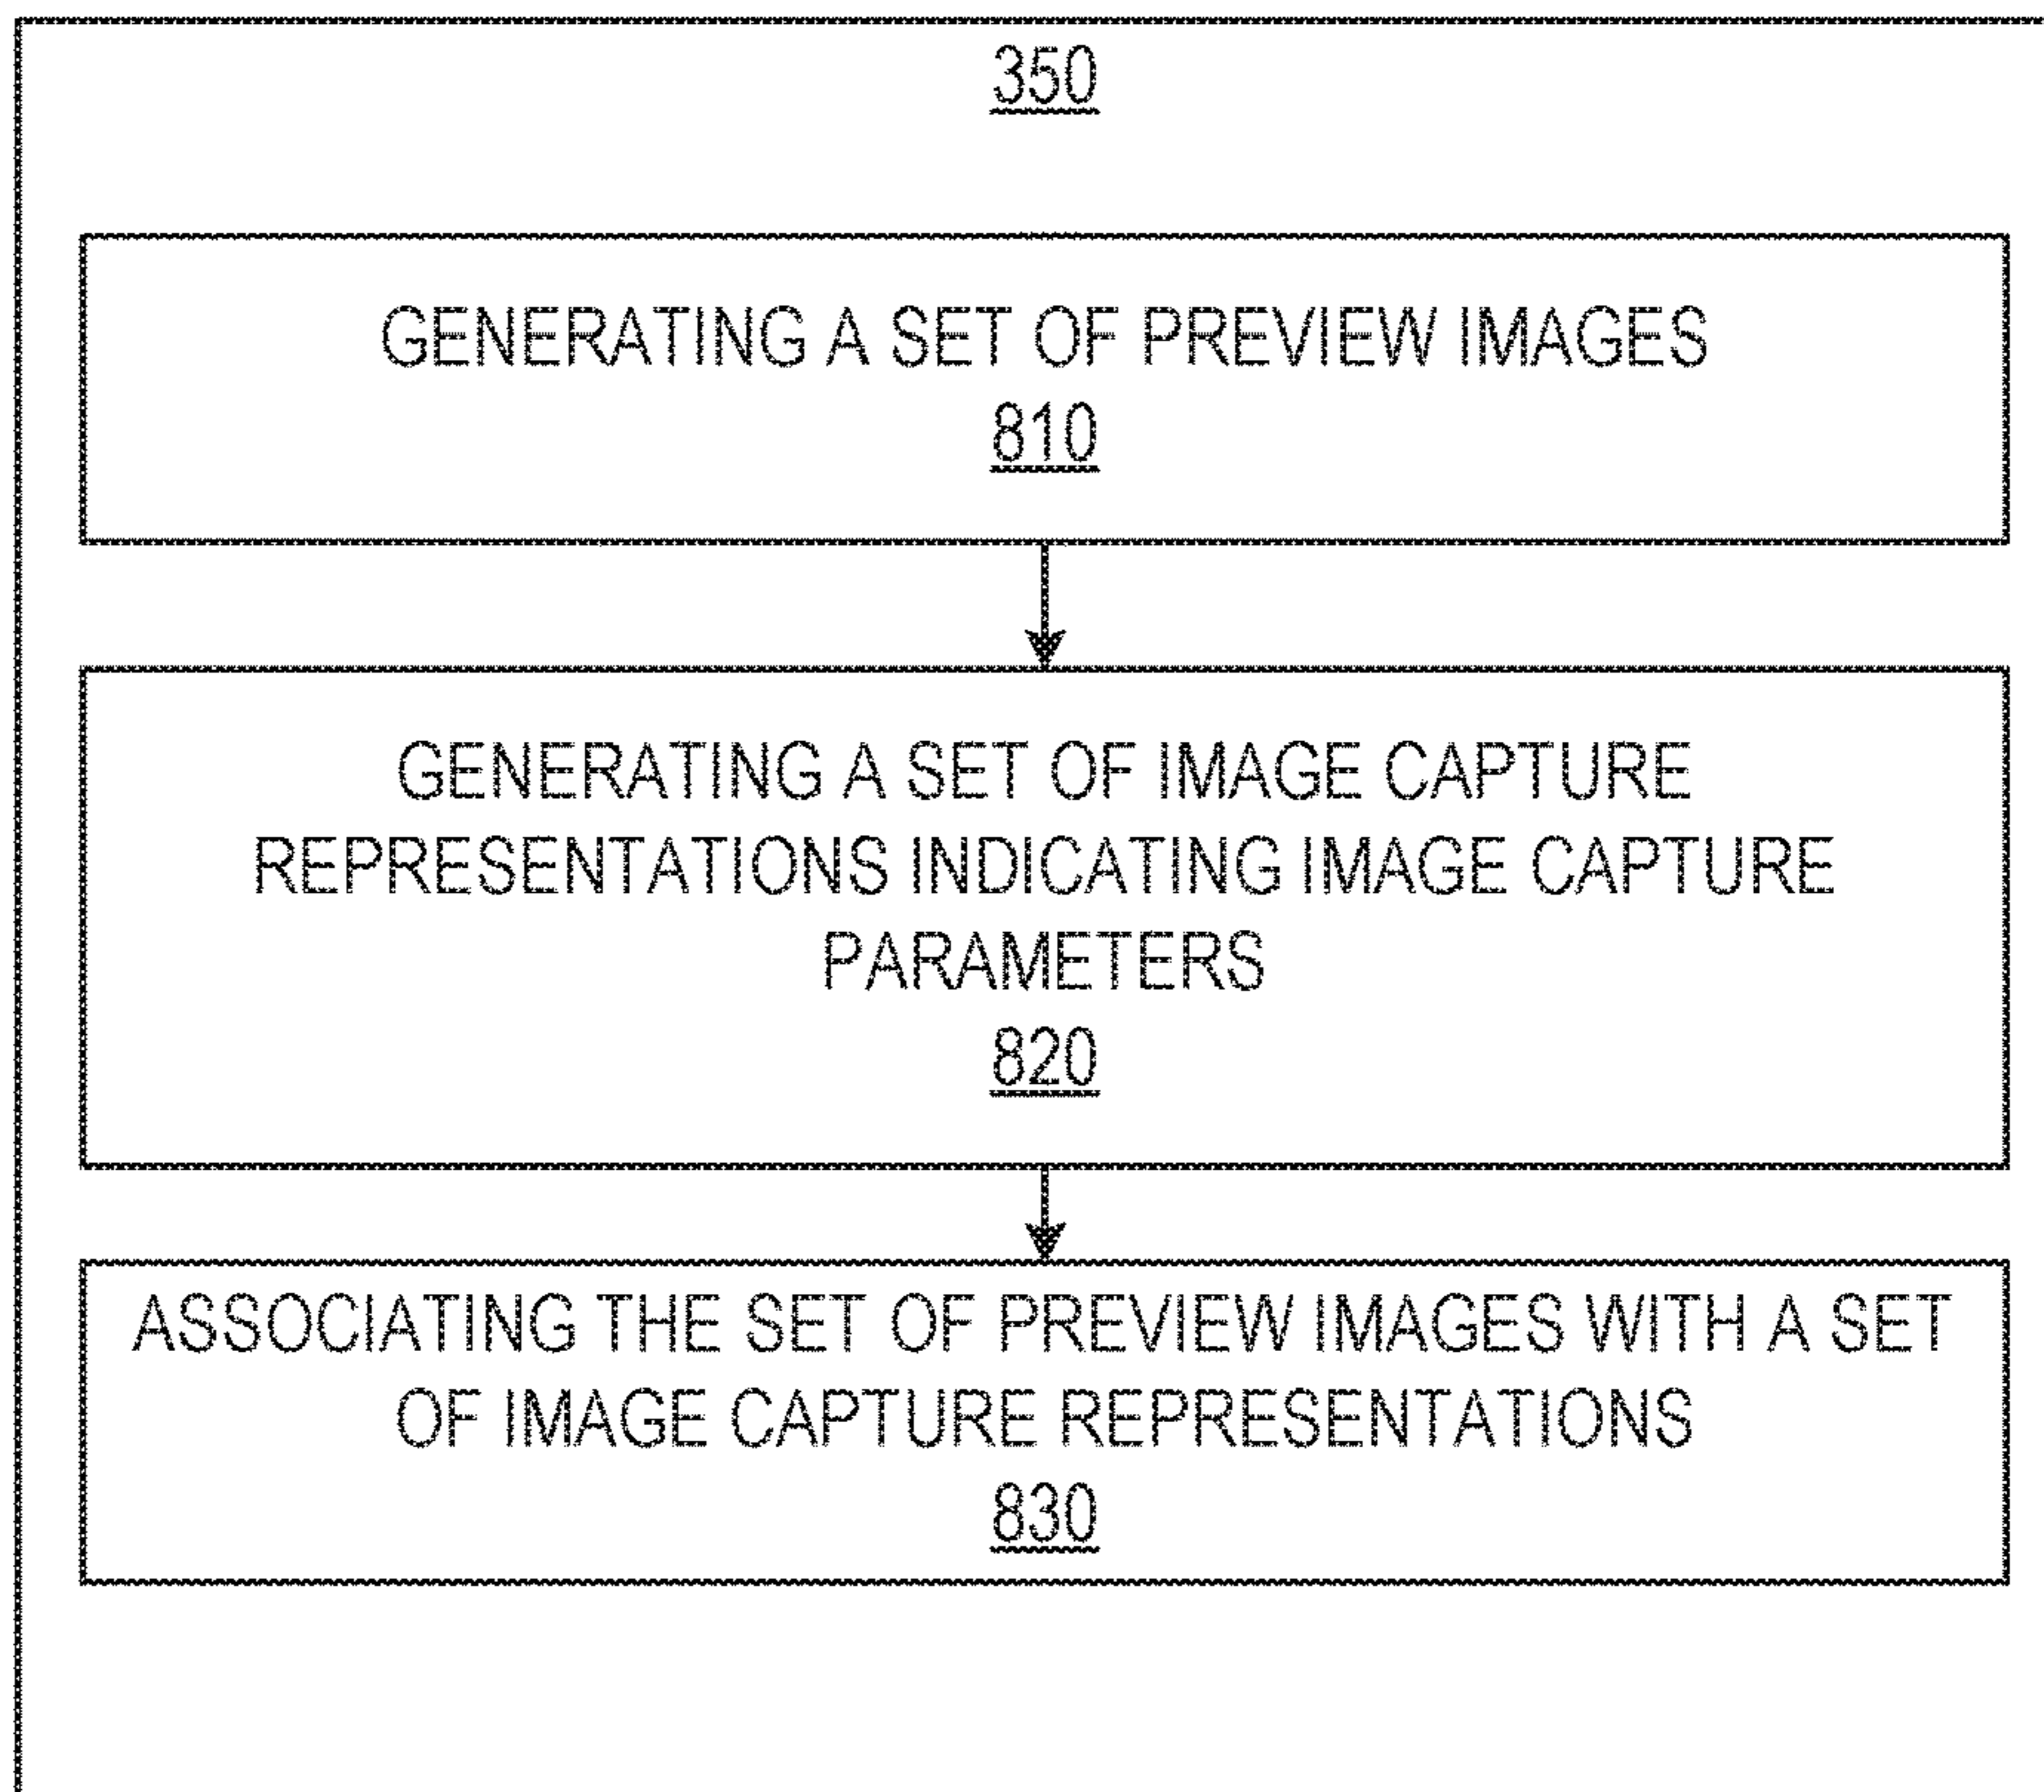 350
GENERATING A SET OF PREVIEW IMAGES
810
GENERATING A SET OF IMAGE CAPTURE
REPRESENTATIONS INDICATING IMAGE CAPTURE
PARAMETERS
820
ASSOCIATING THE SET OF PREVIEW IMAGES WITH A SET
OF IMAGE CAPTURE REPRESENTATIONS
830